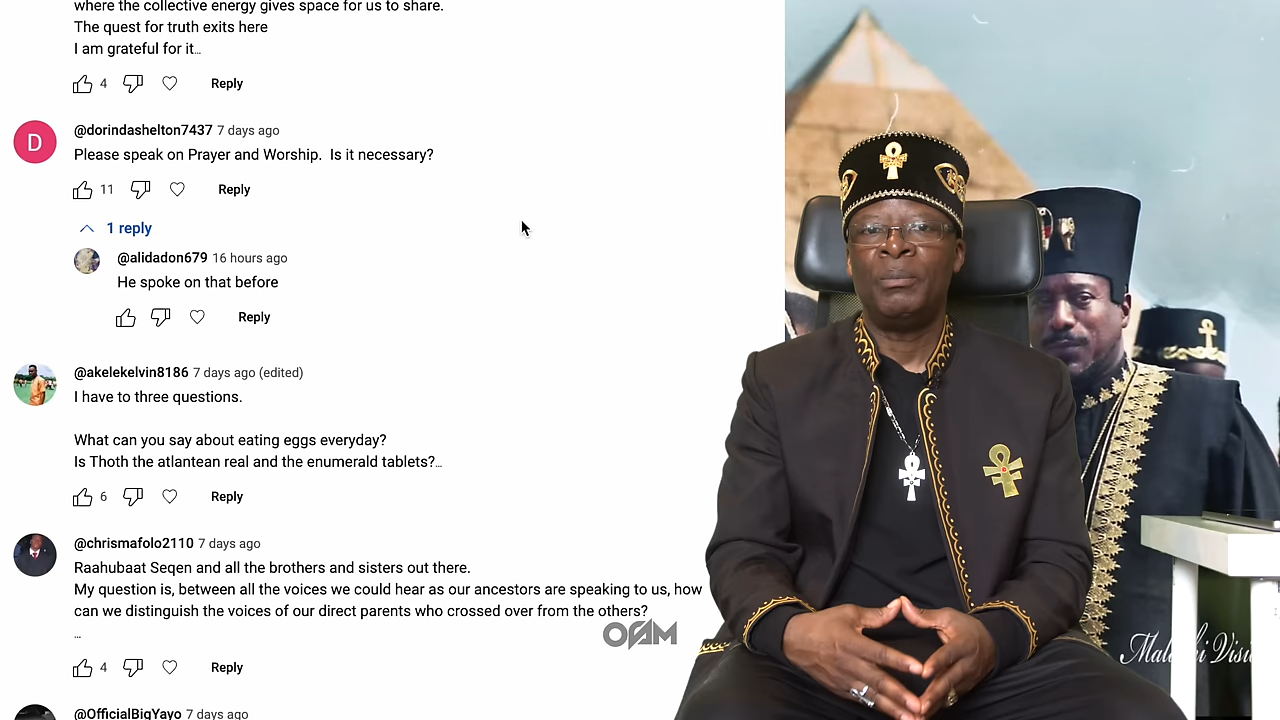 where the collective energy gives space for us to share.
The quest for truth exits here
I am grateful for it...
4
Reply
D
@dorindashelton7437 7 days ago
Please speak on Prayer and Worship. Is it necessary?
11
Reply
1 reply
@alidadon679 16 hours ago
He spoke on that before
Reply
@akelekelvin8186 7 days ago (edited)
I have to three questions.
What can you say about eating eggs everyday?
Is Thoth the atlantean real and the enumerald tablets?...
6
Reply
@chrismafolo2110 7 days ago
Raahubaat Seqen and all the brothers and sisters out there.
My question is, between all the voices we could hear as our ancestors are speaking to us, how
can we distinguish the voices of our direct parents who crossed over from the others?
...
4
Reply
@OfficialBigYayo 7 days ago